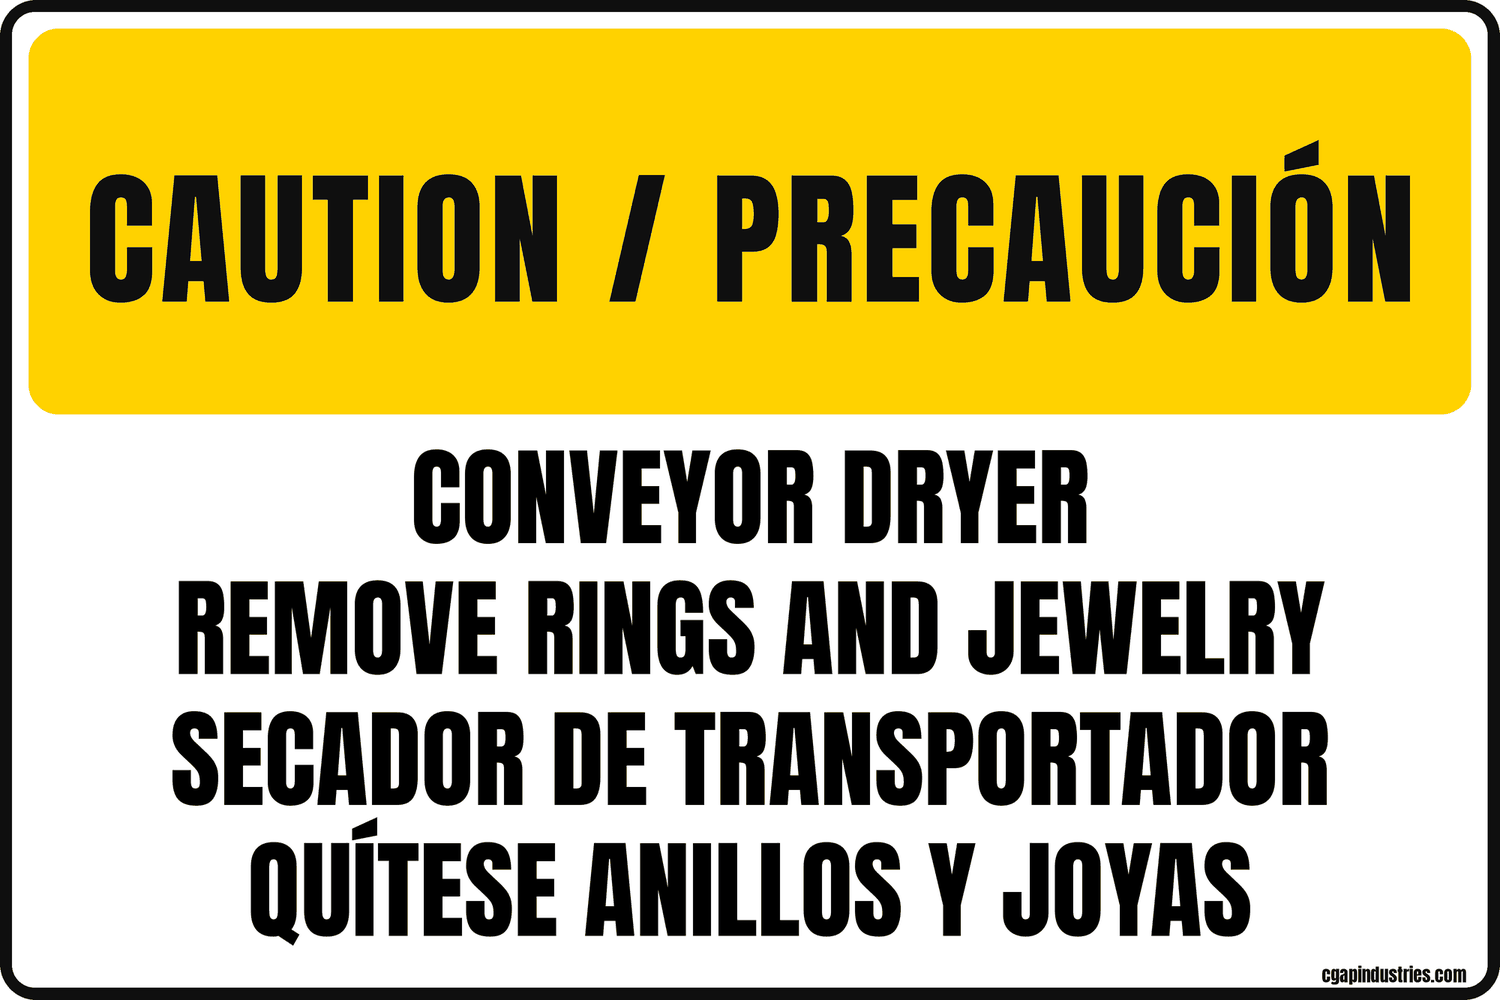 CAUTION / PRECAUCIÓN
CONVEYOR DRYER
REMOVE RINGS AND JEWELRY
SECADOR DE TRANSPORTADOR
QUÍTESE ANILLOS Y JOYAS
cgapindustries.com